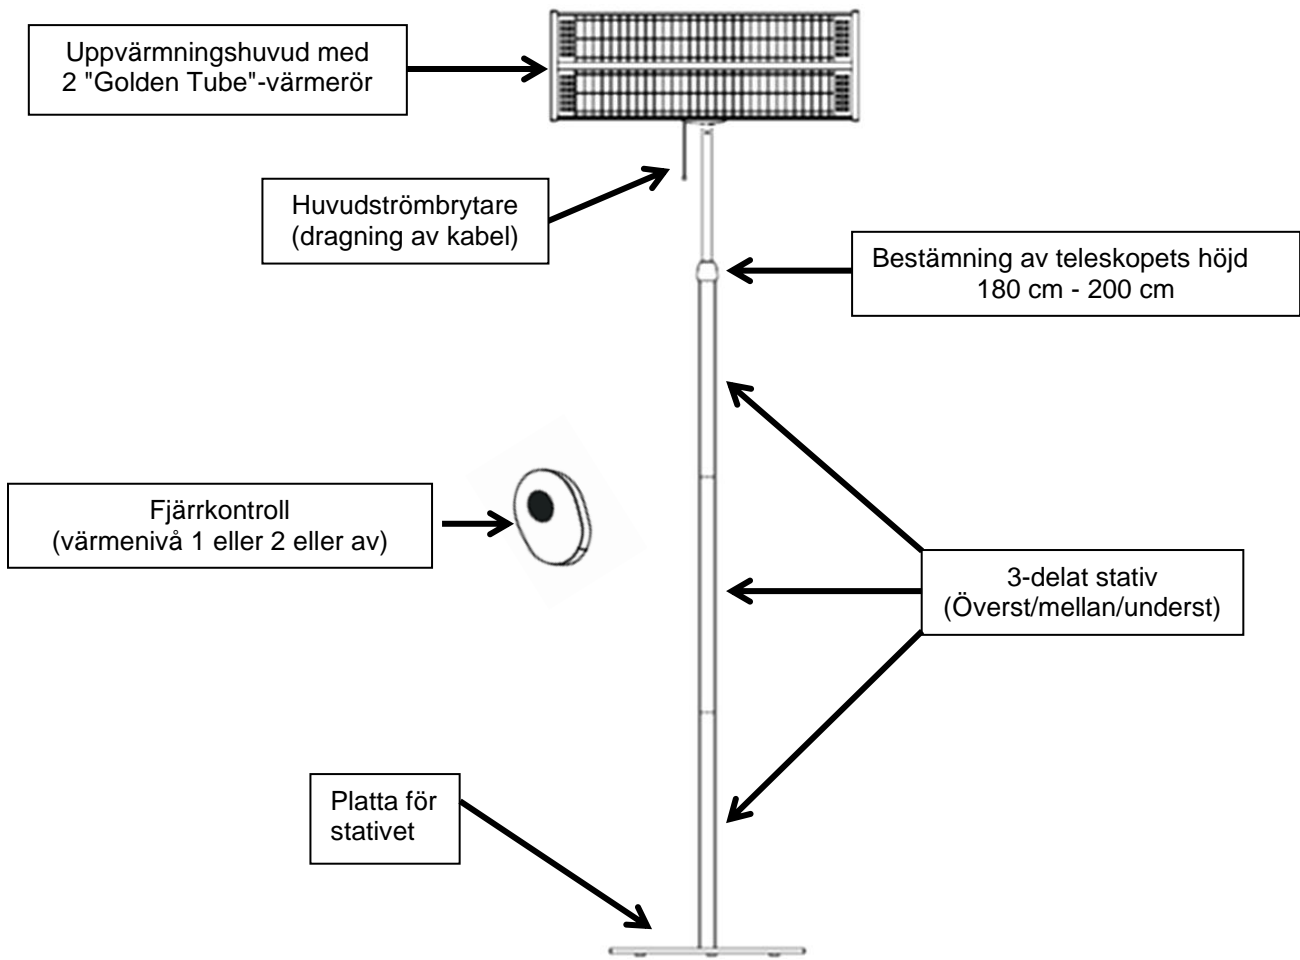 Uppvärmningshuvud med
2 "Golden Tube"-värmerör
Huvudströmbrytare
(dragning av kabel)
Bestämning av teleskopets höjd
180 cm - 200 cm
Fjärrkontroll
(värmenivå 1 eller 2 eller av)
3-delat stativ
(Överst/mellan/underst)
Platta för
stativet